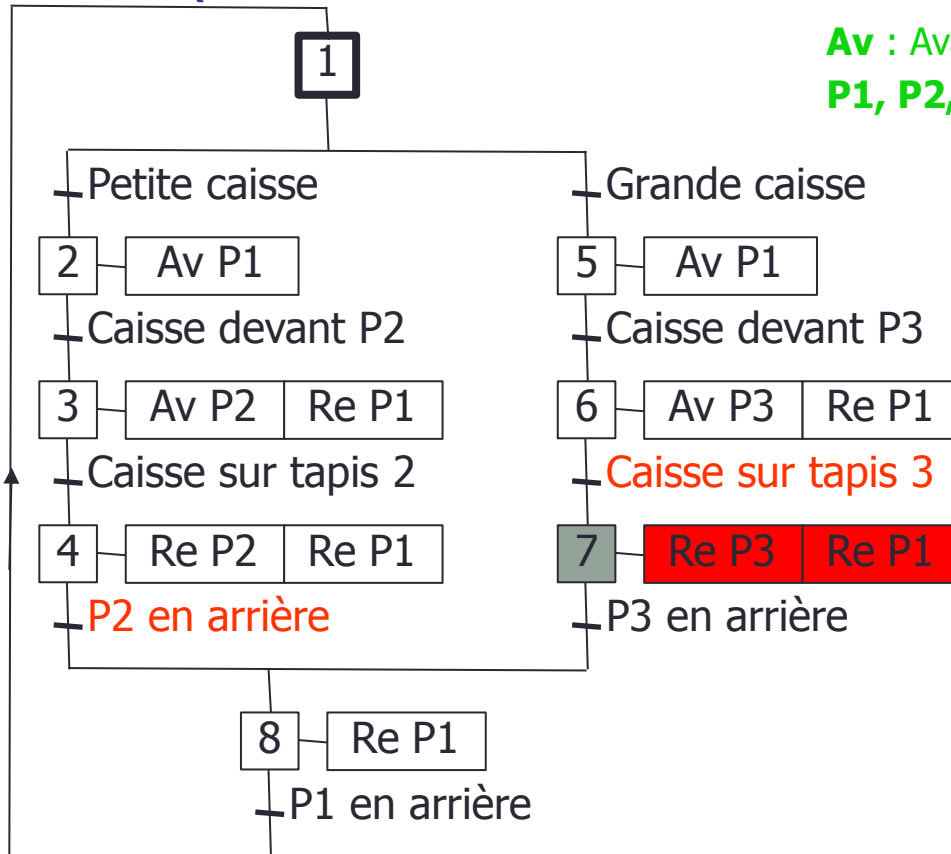 1
Av : Av
P1, P2,
Petite caisse
Grande caisse
2 Av P1
5 Av P1
Caisse devant P2
Caisse devant P3
3 Av P2 Re P1
6 Av P3 Re P1
Caisse sur tapis 2
Caisse sur tapis 3
4 Re P2 Re P1
7 Re P3 Re P1
P2 en arrière
P3 en arrière
8 Re P1
P1 en arrière